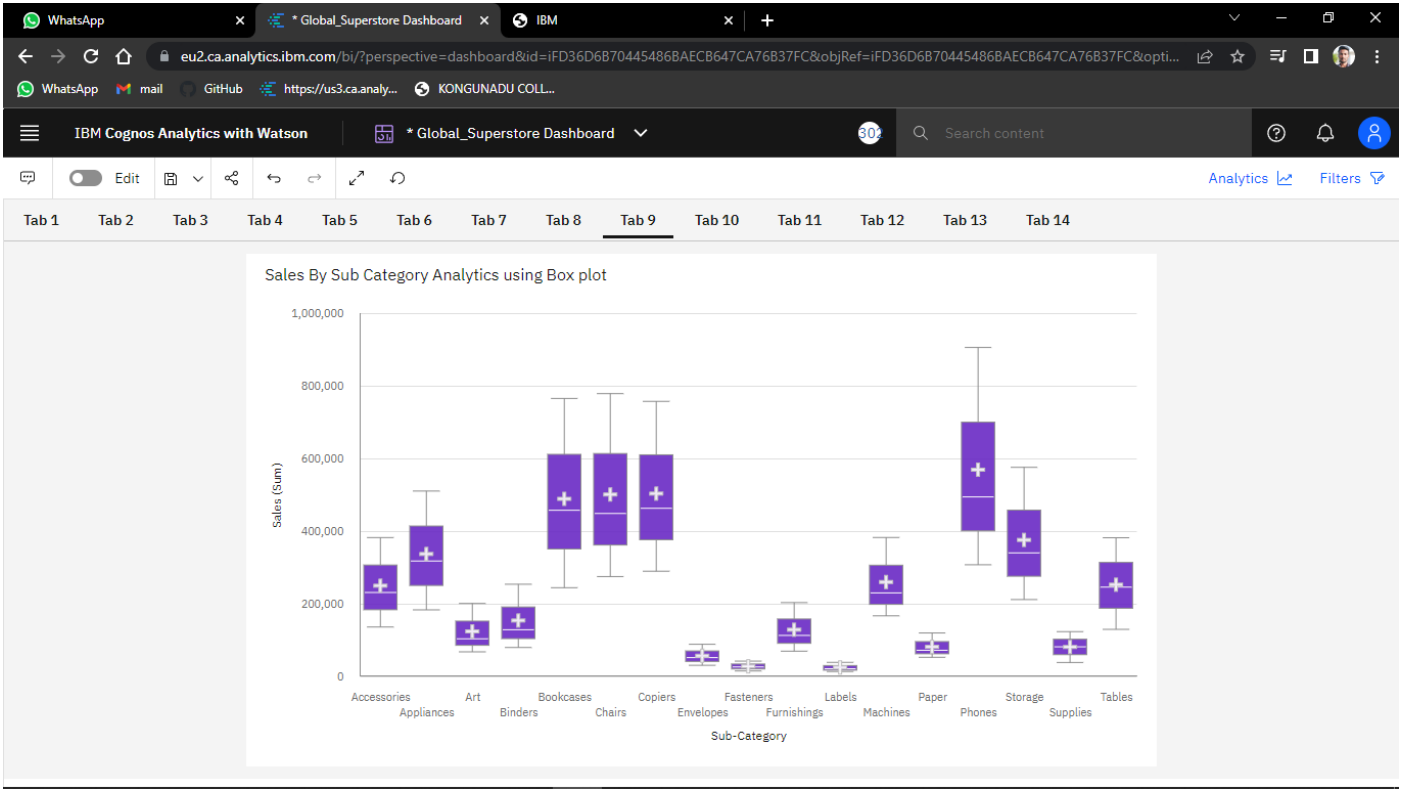 WhatsApp * Global_Superstore Dashboard IBM
eu2.ca.analytics.ibm.com/bi/?perspective=dashboard&id=iFD36D6B70445486BAECB647CA76B37FC&objRef=iFD36D6B70445486BAECB647CA76B37FC&opti...
WhatsApp mail GitHub https://us3.ca.analy... KONGUNADU COLL...
IBM Cognos Analytics with Watson * Global_Superstore Dashboard 302 Search content
Edit Analytics Filters
Tab 1 Tab 2 Tab 3 Tab 4 Tab 5 Tab 6 Tab 7 Tab 8 Tab 9 Tab 10 Tab 11 Tab 12 Tab 13 Tab 14
Sales By Sub Category Analytics using Box plot
1,000,000
800,000
600,000
Sales (Sum)
400,000
200,000
0
Accessories Art Bookcases Copiers Fasteners Labels Paper Storage Tables
Appliances Binders Chairs Envelopes Furnishings Machines Phones Supplies
Sub-Category